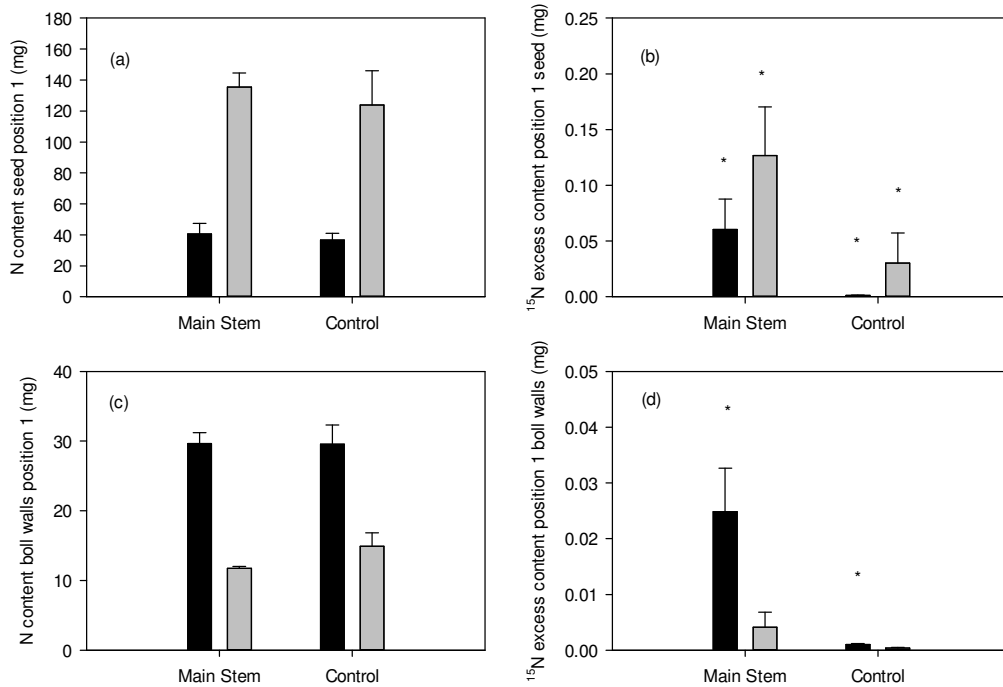 N content seed position 1 (mg)
180
160
140
120
100
80
60
40
20
0
(a)
Main Stem
Control
¹⁵N excess content position 1 seed (mg)
0.25
0.20
0.15
0.10
0.05
0.00
(b)
*
*
*
*
Main Stem
Control
N content boll walls position 1 (mg)
40
30
20
10
0
(c)
Main Stem
Control
¹⁵N excess content position 1 boll walls (mg)
0.05
0.04
0.03
0.02
0.01
0.00
(d)
*
*
Main Stem
Control